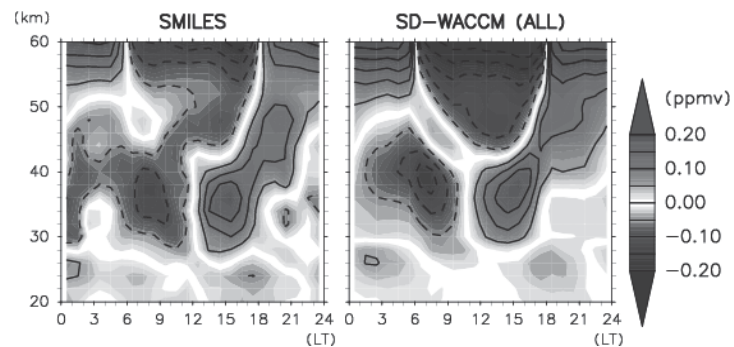 SMILES
SD-WACCM (ALL)
(km)
60
50
40
30
20
0 3 6 9 12 15 18 21 24
(LT)
0 3 6 9 12 15 18 21 24
(LT)
(ppmv)
0.20
0.10
0.00
-0.10
-0.20